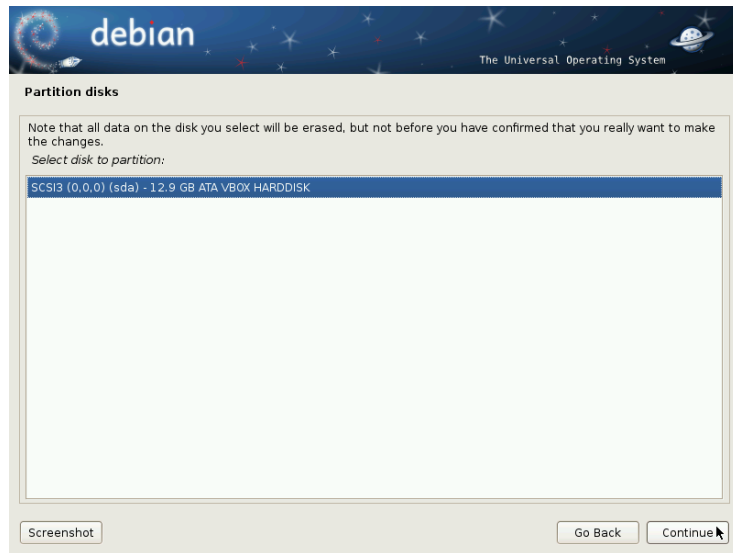 debian
The Universal Operating System
Partition disks
Note that all data on the disk you select will be erased, but not before you have confirmed that you really want to make
the changes.
Select disk to partition:
SCSI3 (0,0,0) (sda) - 12.9 GB ATA VBOX HARDDISK
Screenshot
Go Back
Continue